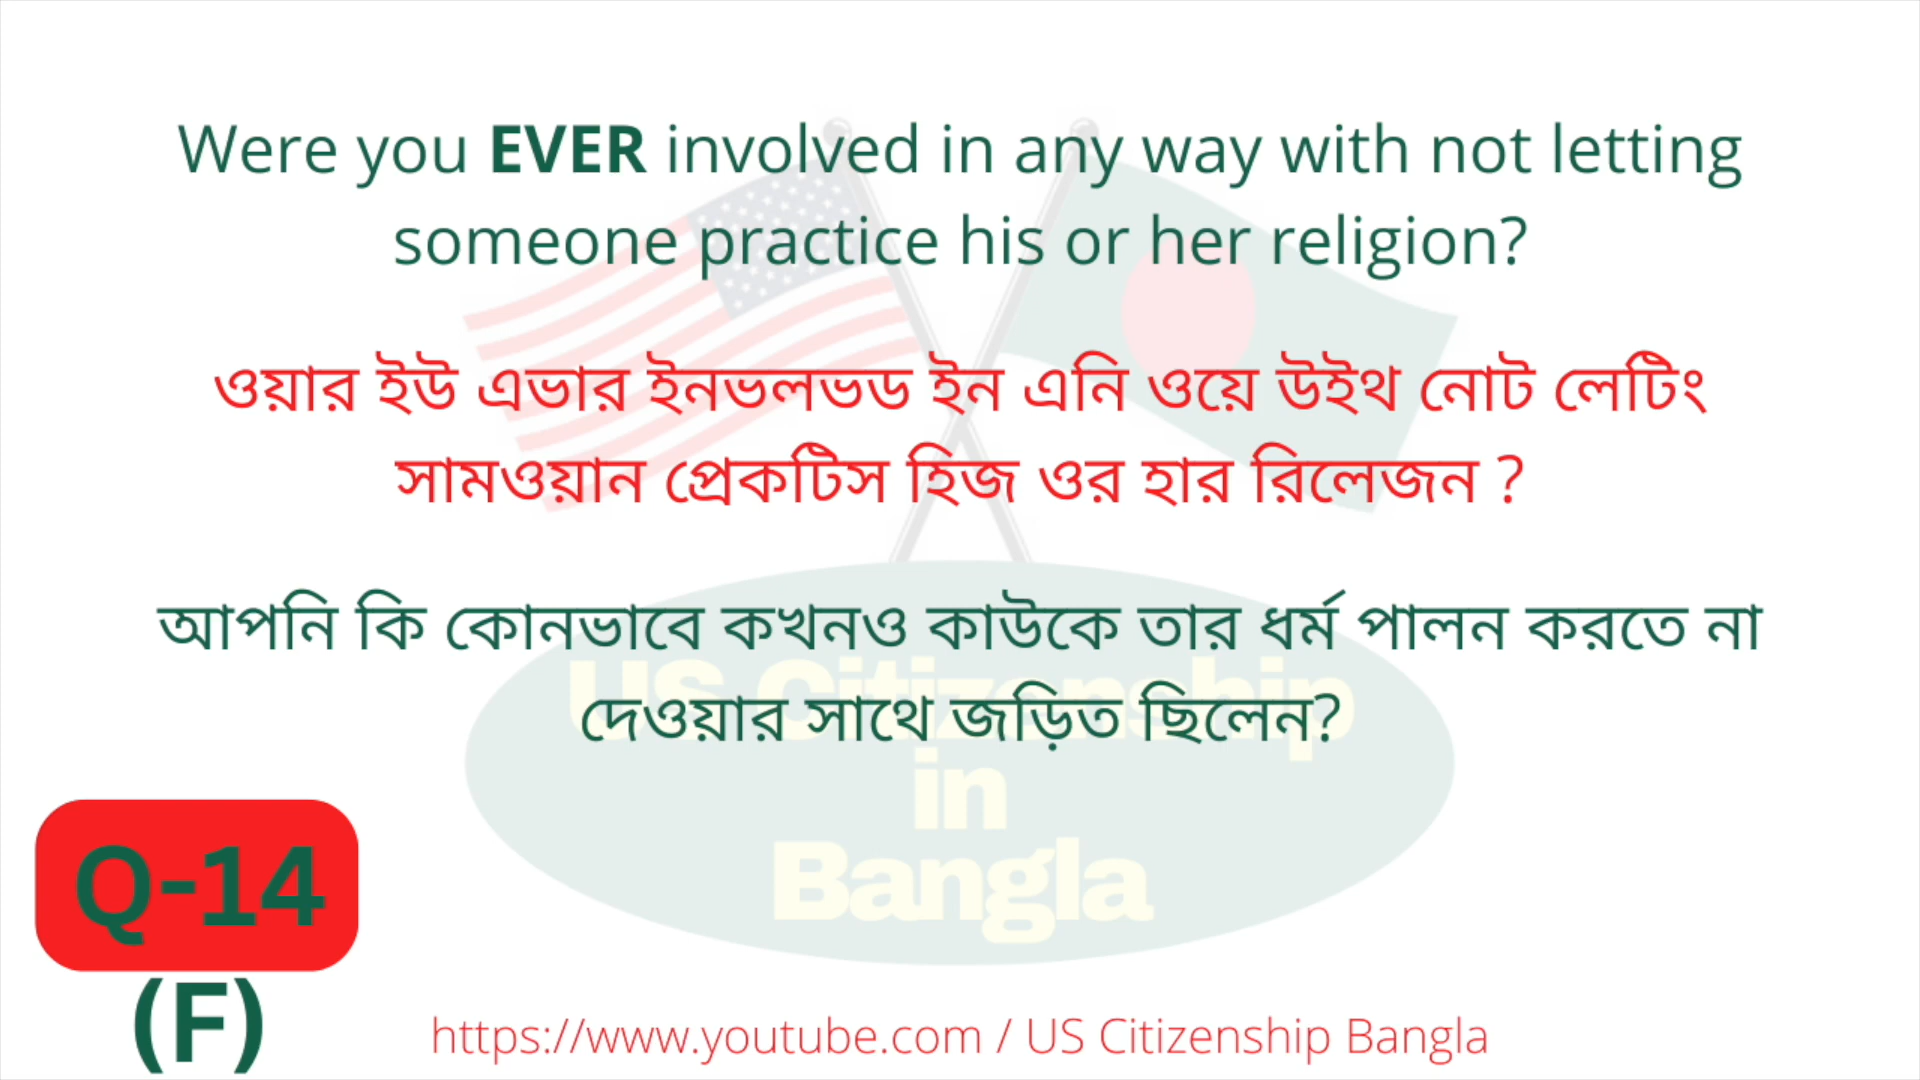 Were you EVER involved in any way with not letting
someone practice his or her religion?
ওয়ার ইউ এভার ইনভলভড ইন এনি ওয়ে উইথ নোট লেটিং
সামওয়ান প্রেকটিস হিজ ওর হার রিলেজন ?
আপনি কি কোনভাবে কখনও কাউকে তার ধর্ম পালন করতে না
দেওয়ার সাথে জড়িত ছিলেন?
US Citizenship
in
Bangla
Q-14
(F)
https://www.youtube.com / US Citizenship Bangla